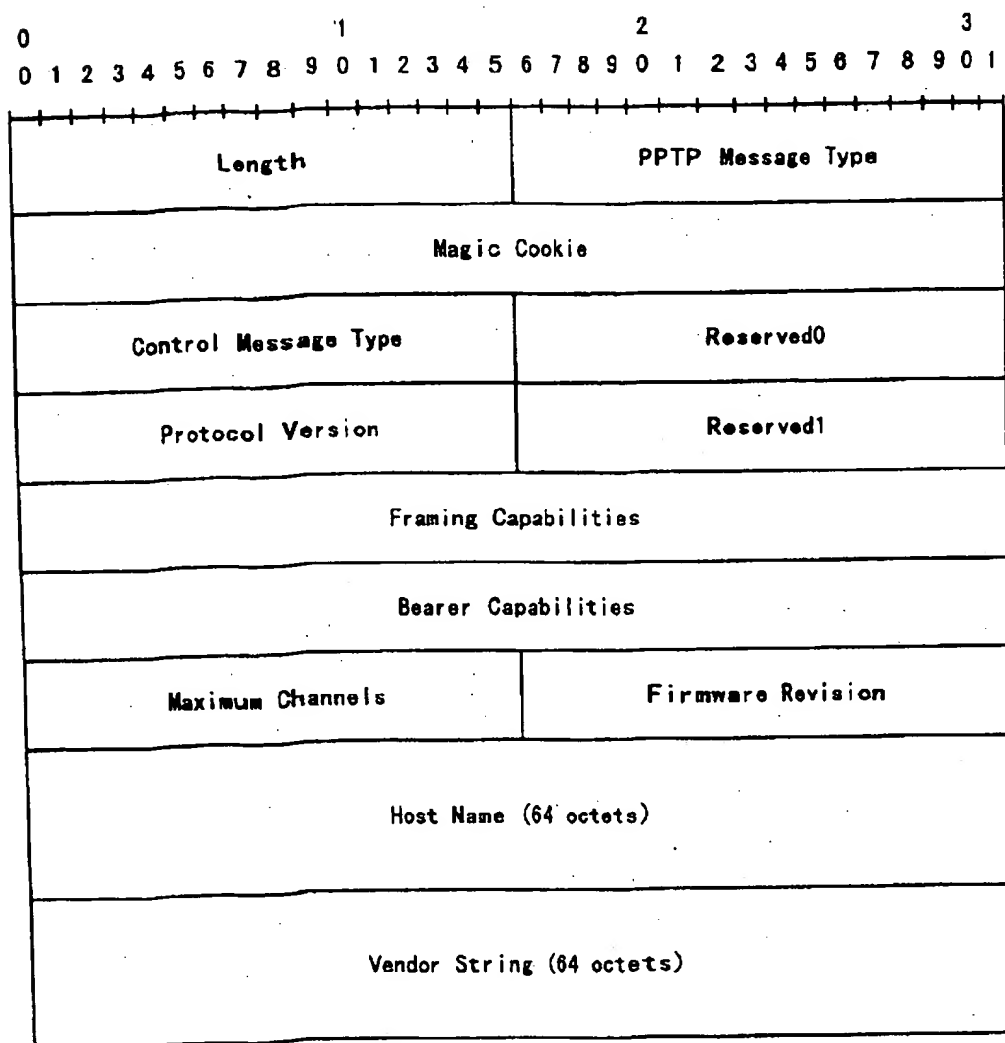 0 1 2 3
0 1 2 3 4 5 6 7 8 9 0 1 2 3 4 5 6 7 8 9 0 1 2 3 4 5 6 7 8 9 0 1
Length PPTP Message Type
Magic Cookie
Control Message Type Reserved0
Protocol Version Reserved1
Framing Capabilities
Bearer Capabilities
Maximum Channels Firmware Revision
Host Name (64 octets)
Vendor String (64 octets)